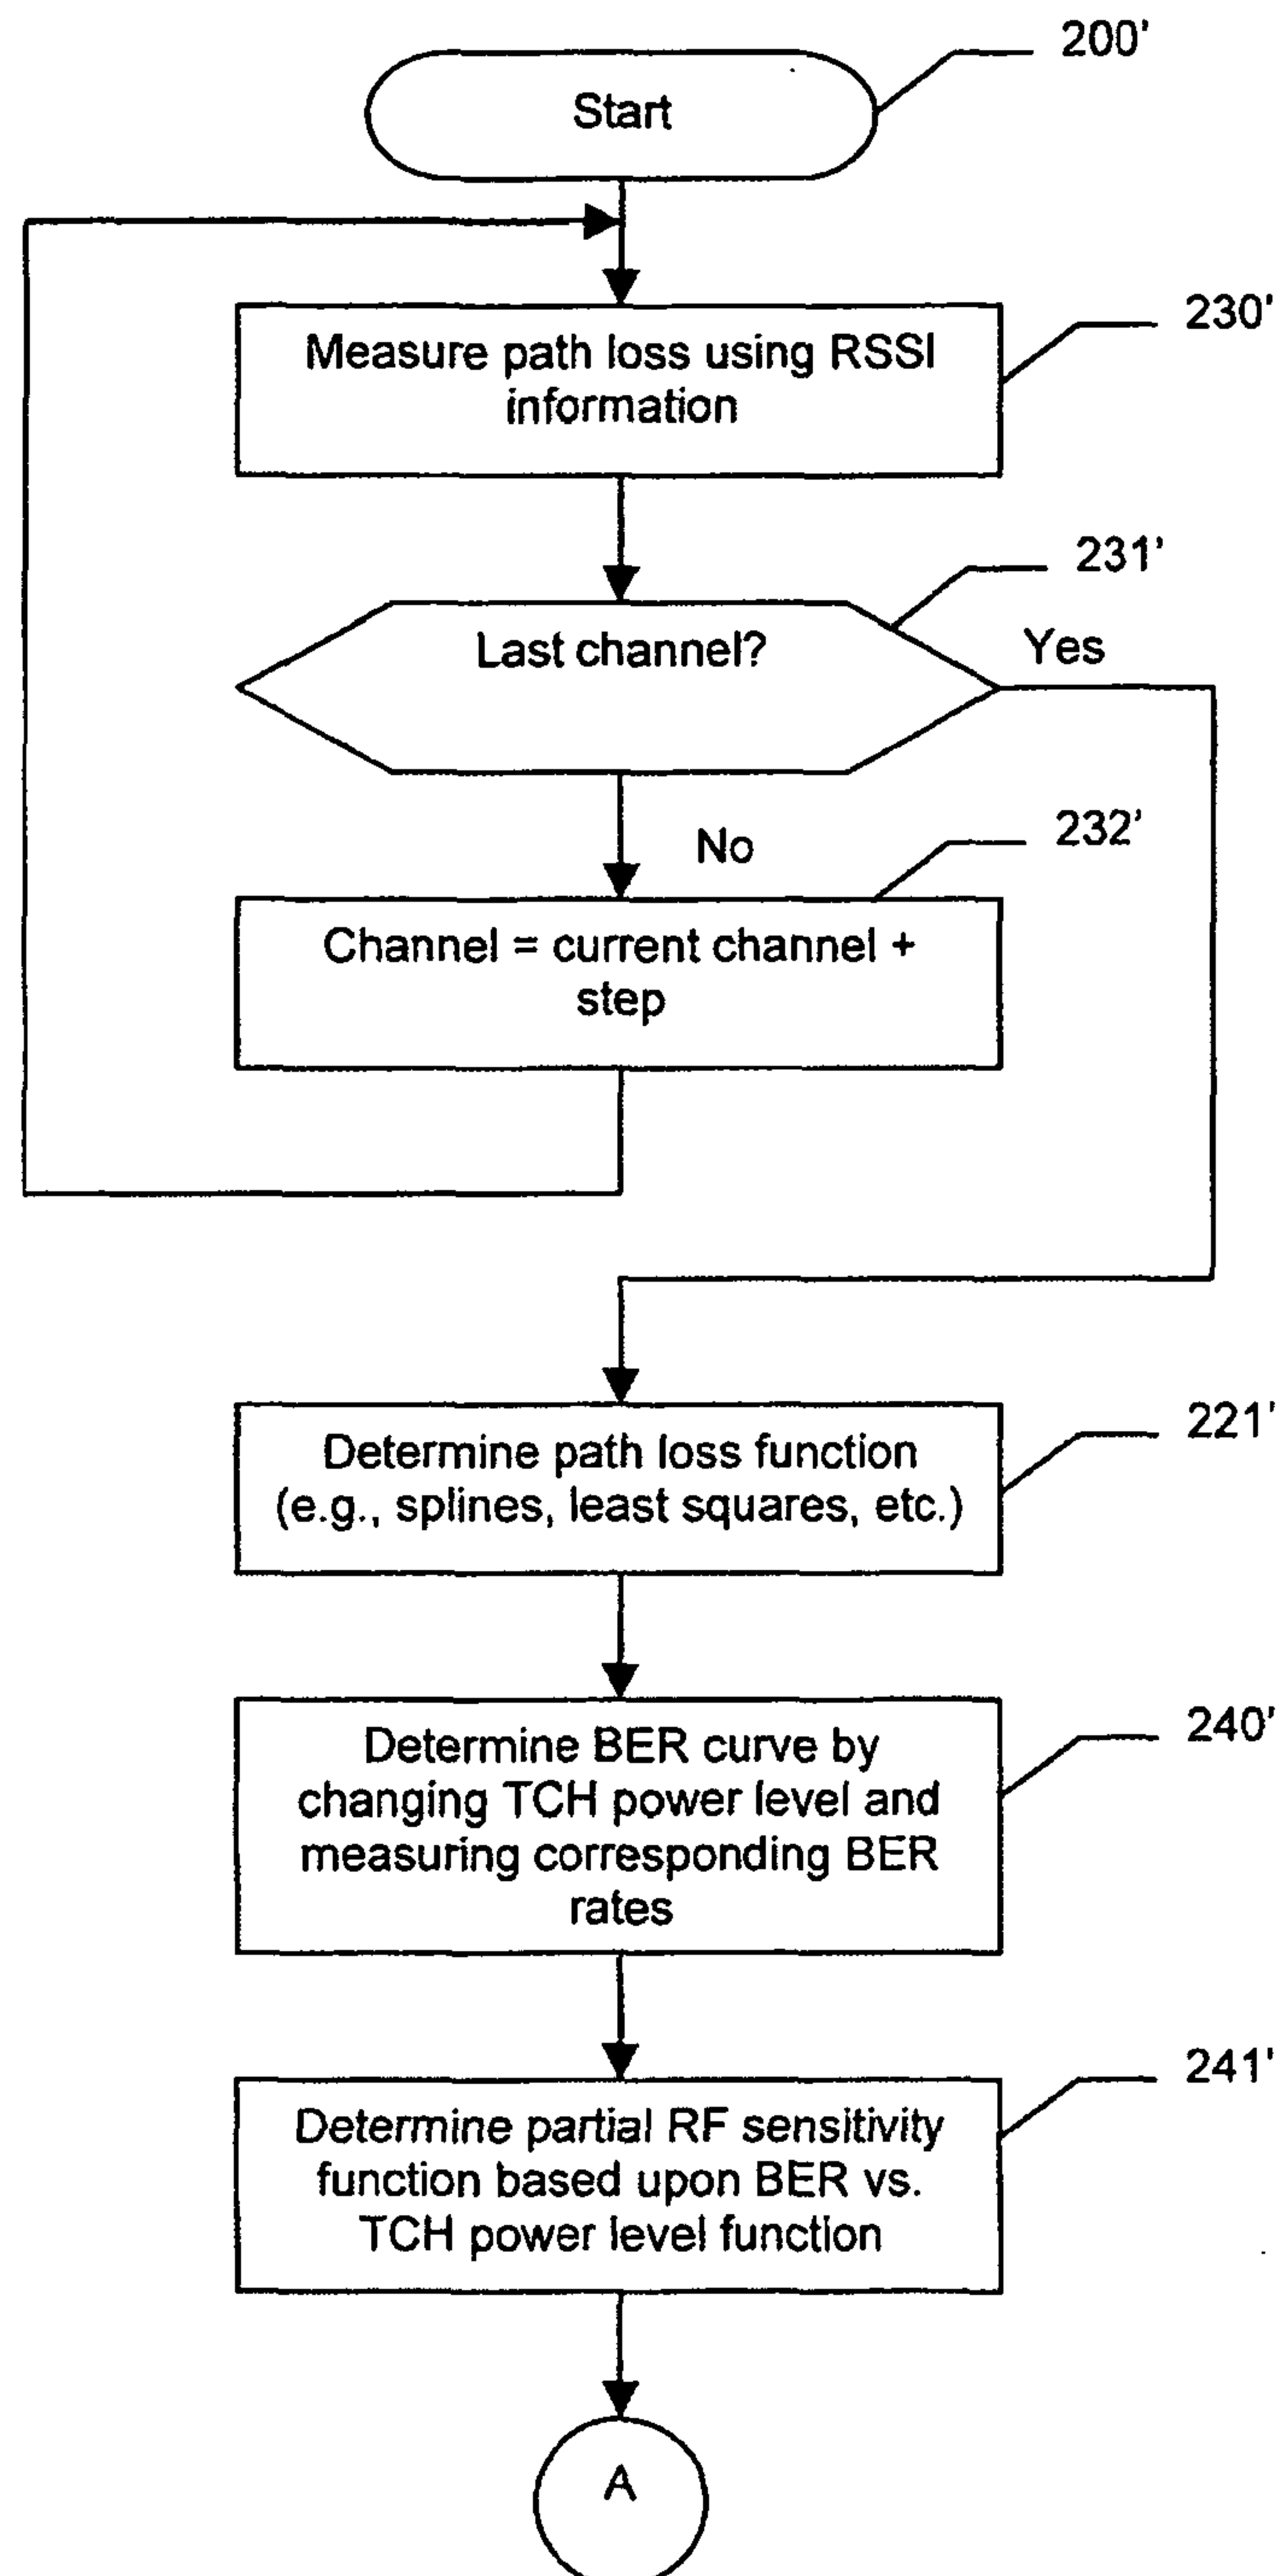 200'
Start
230'
Measure path loss using RSSI
information
231'
Last channel?
Yes
No
232'
Channel = current channel +
step
221'
Determine path loss function
(e.g., splines, least squares, etc.)
240'
Determine BER curve by
changing TCH power level and
measuring corresponding BER
rates
241'
Determine partial RF sensitivity
function based upon BER vs.
TCH power level function
A